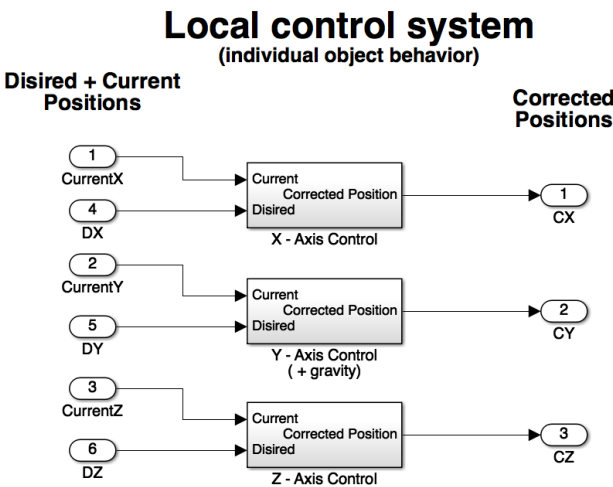 Local control system
(individual object behavior)
Disired + Current
Positions
Corrected
Positions
1
CurrentX
4
DX
Current
Corrected Position
Disired
X - Axis Control
1
CX
2
CurrentY
5
DY
Current
Corrected Position
Disired
Y - Axis Control
( + gravity)
2
CY
3
CurrentZ
6
DZ
Current
Corrected Position
Disired
Z - Axis Control
3
CZ